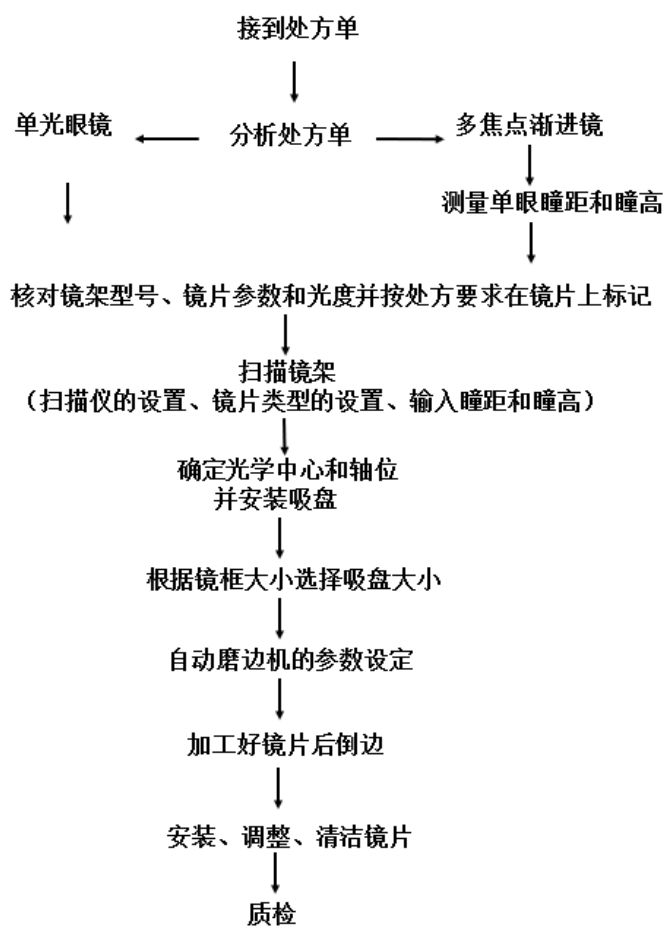 接到处方单
单光眼镜
分析处方单
多焦点渐进镜
测量单眼瞳距和瞳高
核对镜架型号、镜片参数和光度并按处方要求在镜片上标记
扫描镜架
（扫描仪的设置、镜片类型的设置、输入瞳距和瞳高）
确定光学中心和轴位
并安装吸盘
根据镜框大小选择吸盘大小
自动磨边机的参数设定
加工好镜片后倒边
安装、调整、清洁镜片
质检